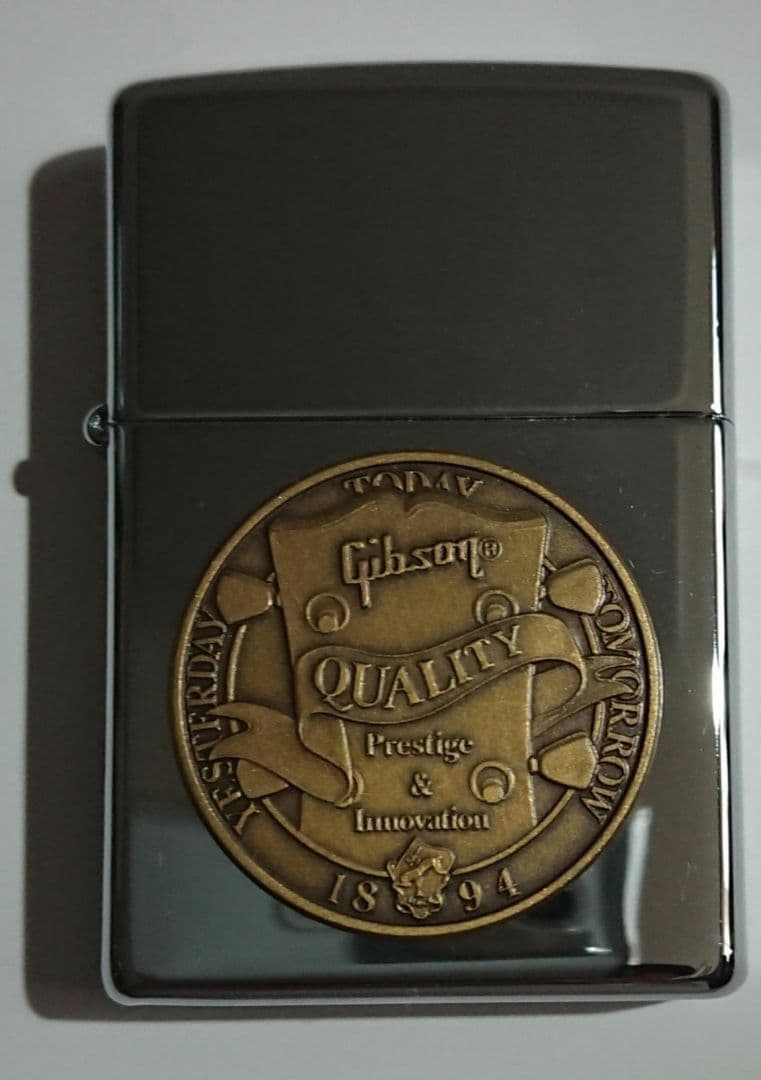 TODAY
Gibson®
YESTERDAY
TOMORROW
QUALITY
Prestige
&
Innovation
1894